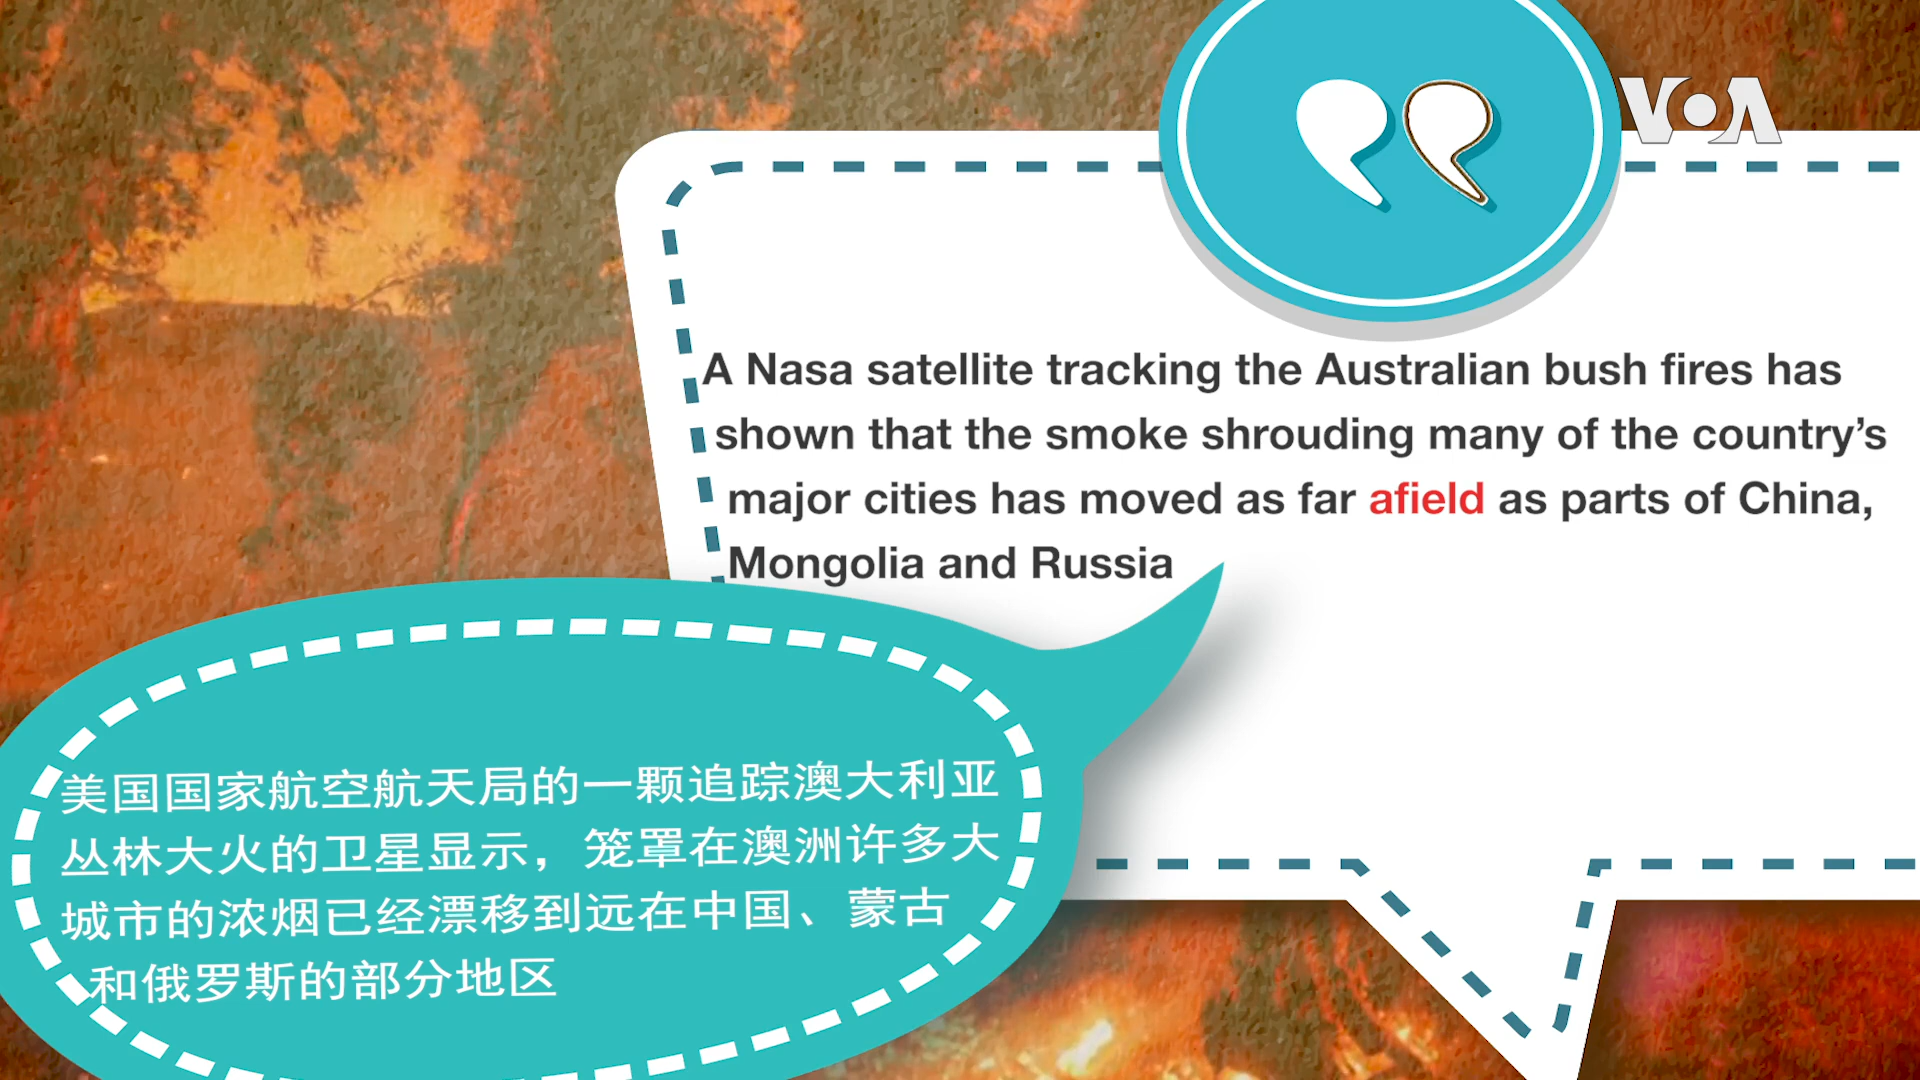 VOA
A Nasa satellite tracking the Australian bush fires has
shown that the smoke shrouding many of the country’s
major cities has moved as far afield as parts of China,
Mongolia and Russia
美国国家航空航天局的一颗追踪澳大利亚
丛林大火的卫星显示，笼罩在澳洲许多大
城市的浓烟已经漂移到远在中国、蒙古
和俄罗斯的部分地区